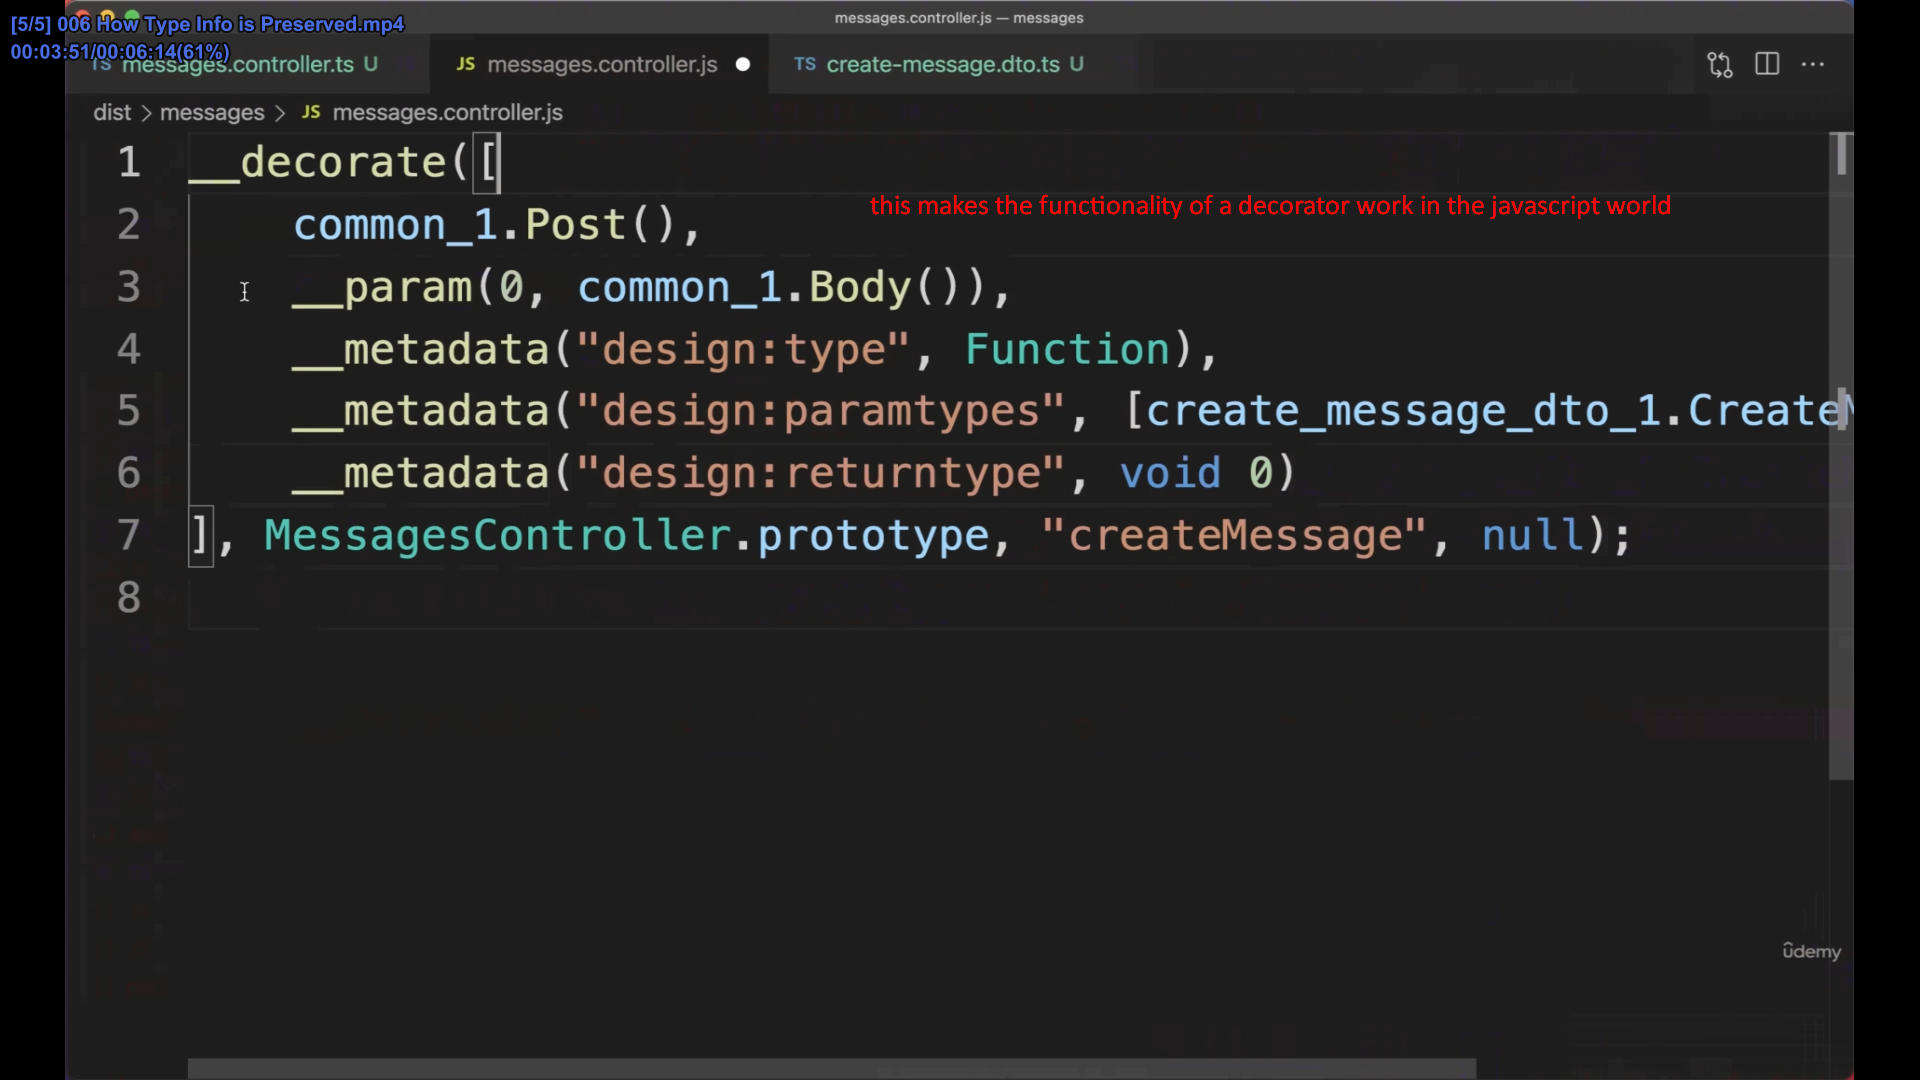 [5/5] 006 How Type Info is Preserved.mp4
00:03:51/00:06:14(61%)
messages.controller.js — messages
TS messages.controller.ts U
JS messages.controller.js
TS create-message.dto.ts U
dist > messages > JS messages.controller.js
1 __decorate([
this makes the functionality of a decorator work in the javascript world
2 common_1.Post(),
3 __param(0, common_1.Body()),
4 __metadata("design:type", Function),
5 __metadata("design:paramtypes", [create_message_dto_1.Create
6 __metadata("design:returntype", void 0)
7 ], MessagesController.prototype, "createMessage", null);
8
ûdemy